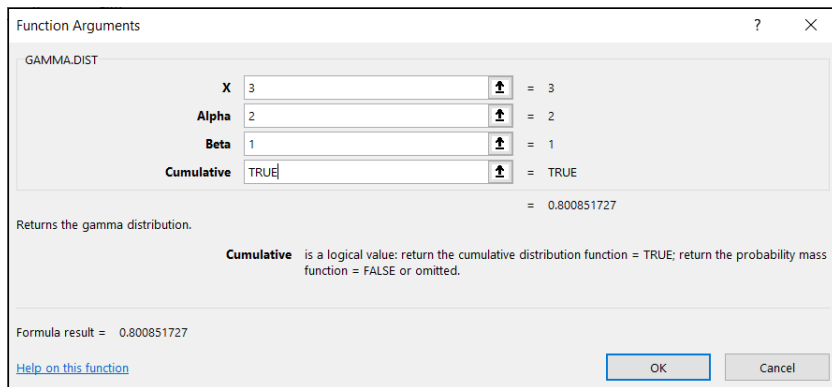 Function Arguments ? ×
GAMMA.DIST
X 3 = 3
Alpha 2 = 2
Beta 1 = 1
Cumulative TRUE = TRUE
= 0.800851727
Returns the gamma distribution.
Cumulative is a logical value: return the cumulative distribution function = TRUE; return the probability mass
function = FALSE or omitted.
Formula result = 0.800851727
Help on this function OK Cancel